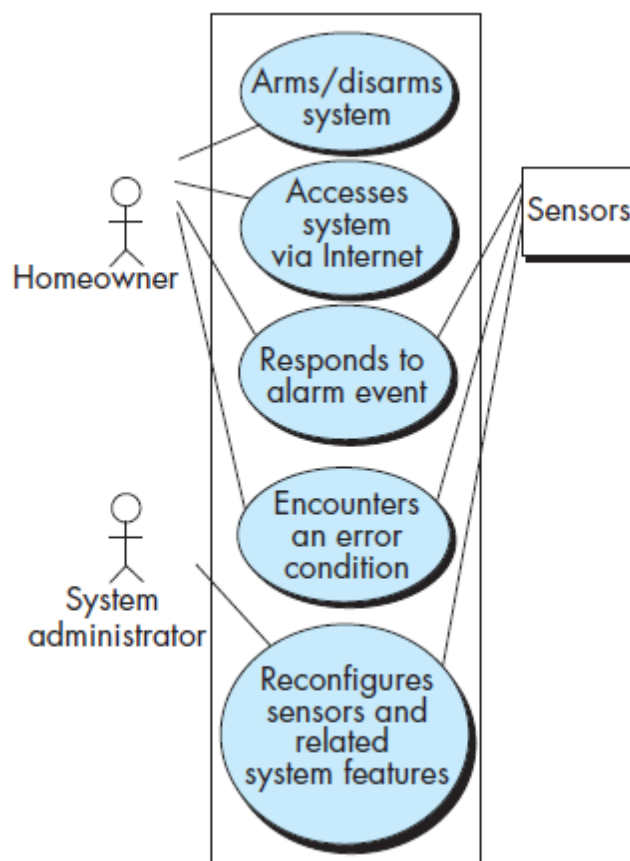 Arms/disarms
system
Accesses
system
via Internet
Sensors
Homeowner
Responds to
alarm event
Encounters
an error
condition
System
administrator
Reconfigures
sensors and
related
system features